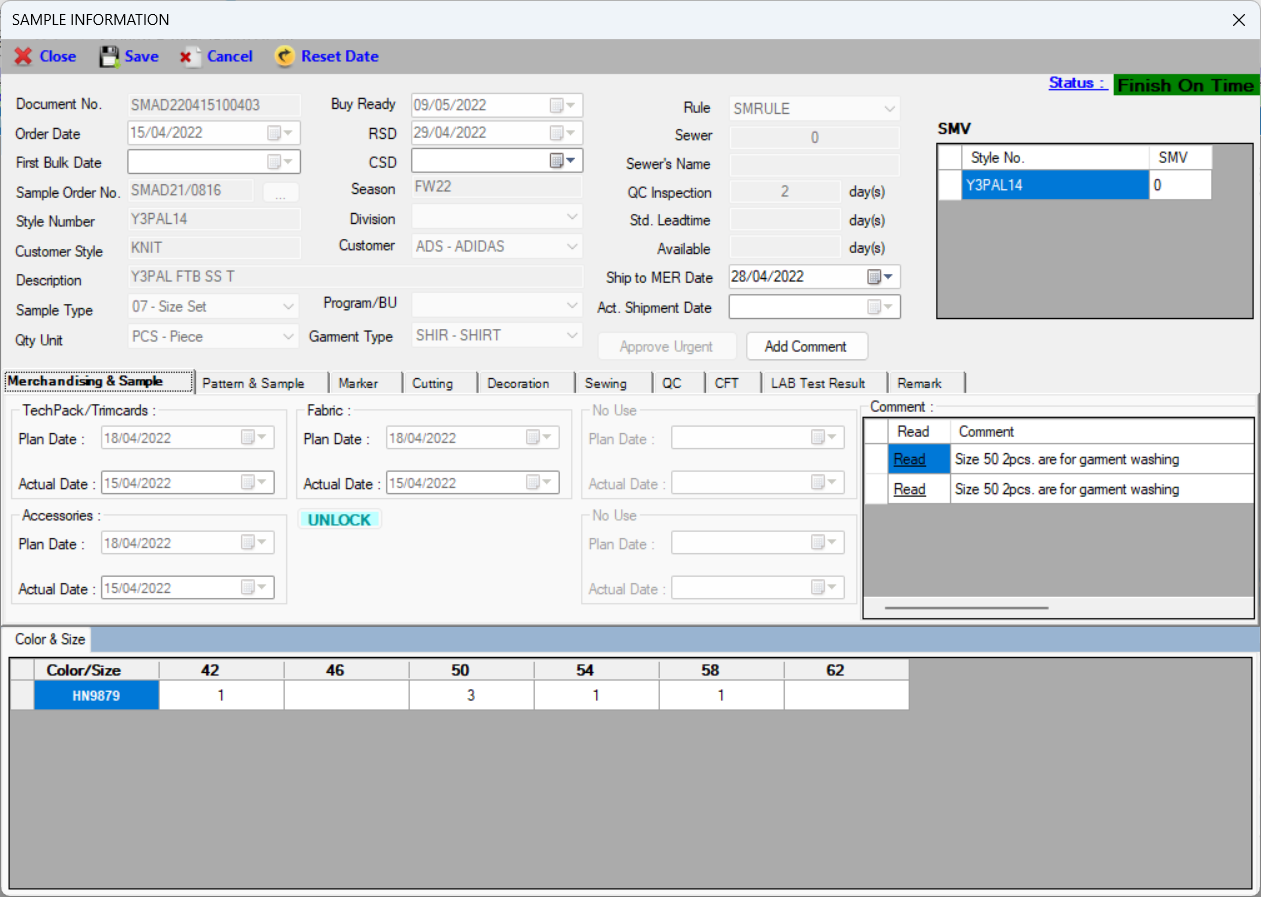 SAMPLE INFORMATION
Close Save Cancel Reset Date
Status : Finish On Time
Document No. SMAD220415100403 Buy Ready 09/05/2022 Rule SMRULE
Order Date 15/04/2022 RSD 29/04/2022 Sewer 0
First Bulk Date CSD Sewer's Name
Sample Order No. SMAD21/0816 ... Season FW22 QC Inspection 2 day(s)
Style Number Y3PAL14 Division Std. Leadtime day(s)
Customer Style KNIT Customer ADS - ADIDAS Available day(s)
Description Y3PAL FTB SS T Ship to MER Date 28/04/2022
Sample Type 07 - Size Set Program/BU Act. Shipment Date
Qty Unit PCS - Piece Garment Type SHIR - SHIRT Approve Urgent Add Comment
SMV
Style No. SMV
Y3PAL14 0
Merchandising & Sample Pattern & Sample Marker Cutting Decoration Sewing QC CFT LAB Test Result Remark
TechPack/Trimcards :
Plan Date : 18/04/2022
Actual Date : 15/04/2022
Fabric :
Plan Date : 18/04/2022
Actual Date : 15/04/2022
No Use
Plan Date :
Actual Date :
Accessories :
Plan Date : 18/04/2022
Actual Date : 15/04/2022
UNLOCK
No Use
Plan Date :
Actual Date :
Comment :
Read Comment
Read Size 50 2pcs. are for garment washing
Read Size 50 2pcs. are for garment washing
Color & Size
Color/Size 42 46 50 54 58 62
HN9879 1 3 1 1